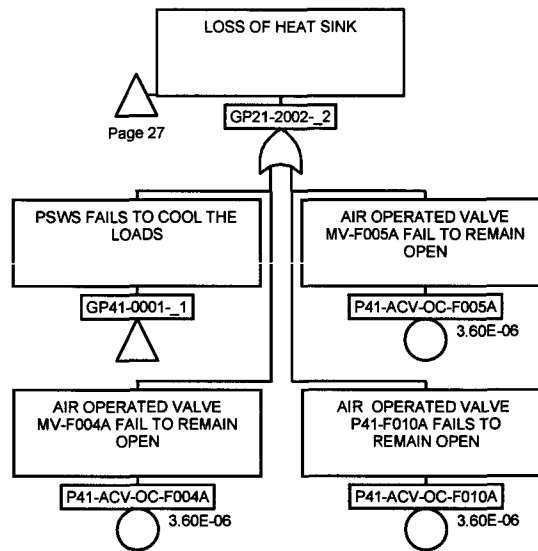 LOSS OF HEAT SINK
Page 27
GP21-2002-_2
PSWS FAILS TO COOL THE
LOADS
GP41-0001-_1
AIR OPERATED VALVE
MV-F005A FAIL TO REMAIN
OPEN
P41-ACV-OC-F005A
3.60E-06
AIR OPERATED VALVE
MV-F004A FAIL TO REMAIN
OPEN
P41-ACV-OC-F004A
3.60E-06
AIR OPERATED VALVE
P41-F010A FAILS TO
REMAIN OPEN
P41-ACV-OC-F010A
3.60E-06